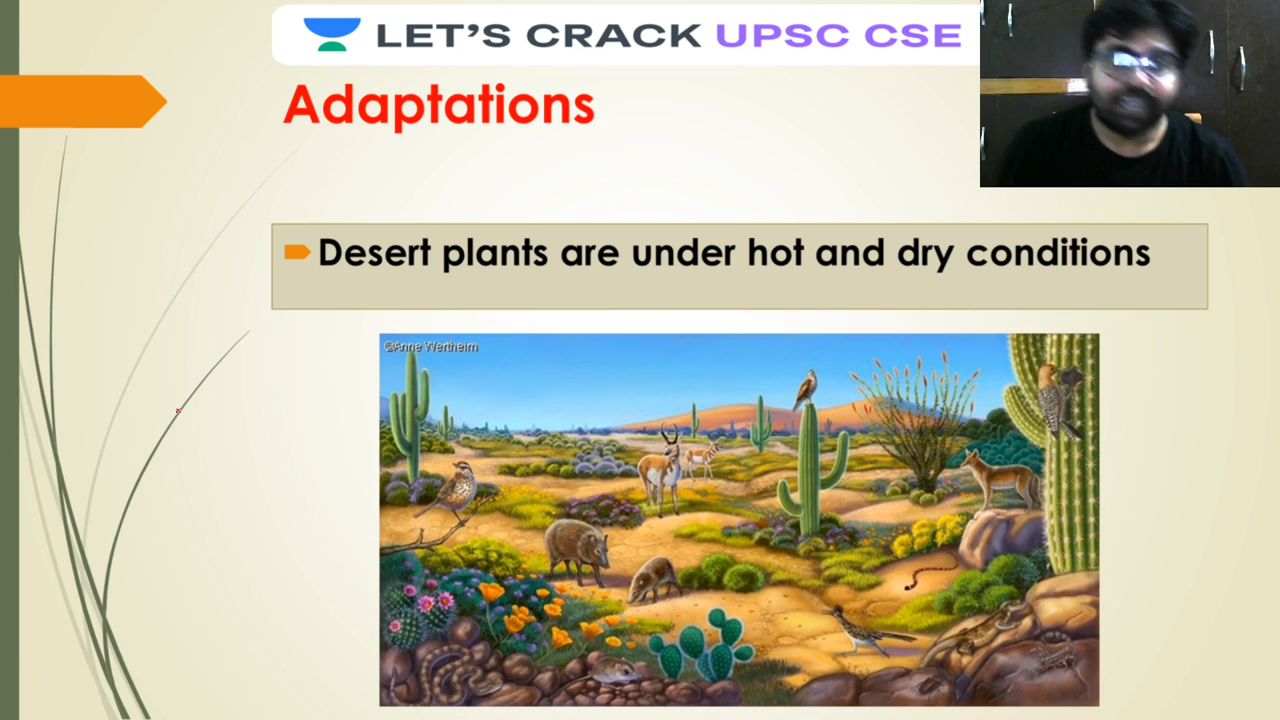 LET'S CRACK UPSC CSE
Adaptations
Desert plants are under hot and dry conditions
©Anne Wertheim